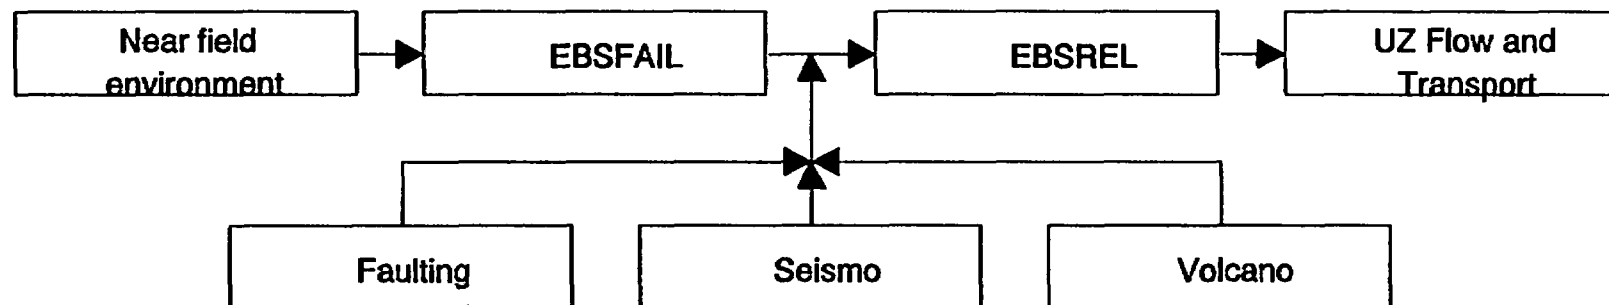 Near field
environment
EBSFAIL
EBSREL
UZ Flow and
Transport
Faulting
Seismo
Volcano